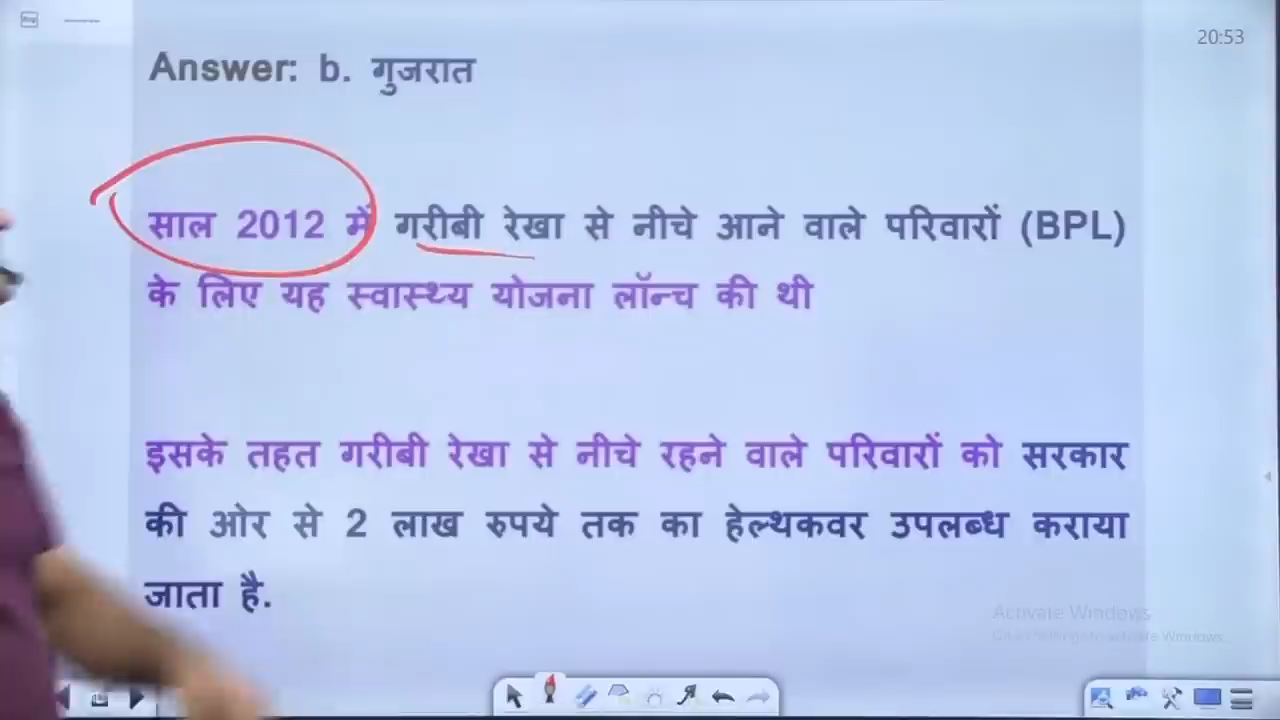 20:53
Answer: b. गुजरात
साल 2012 में गरीबी रेखा से नीचे आने वाले परिवारों (BPL)
के लिए यह स्वास्थ्य योजना लॉन्च की थी
इसके तहत गरीबी रेखा से नीचे रहने वाले परिवारों को सरकार
की ओर से 2 लाख रुपये तक का हेल्थकवर उपलब्ध कराया
जाता है.
Activate Windows